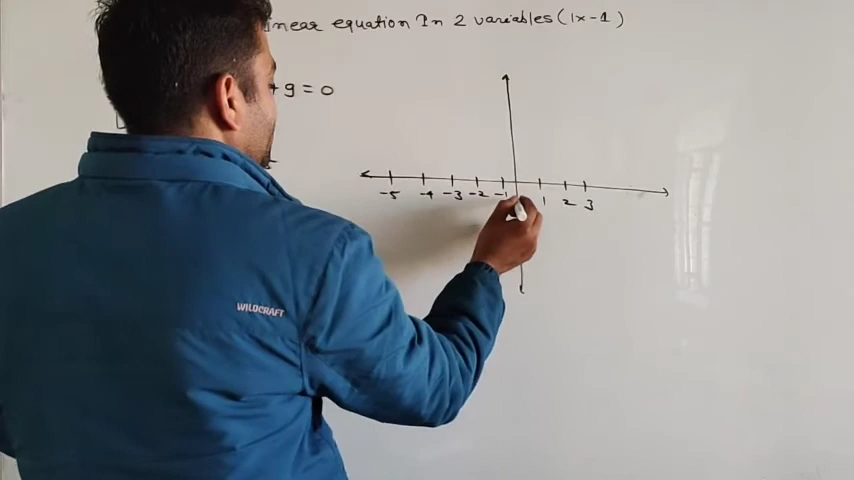 inear equation In 2 variables (ix-1)
+9=0
-5 -4 -3 -2 -1 1 2 3
WILDCRAFT